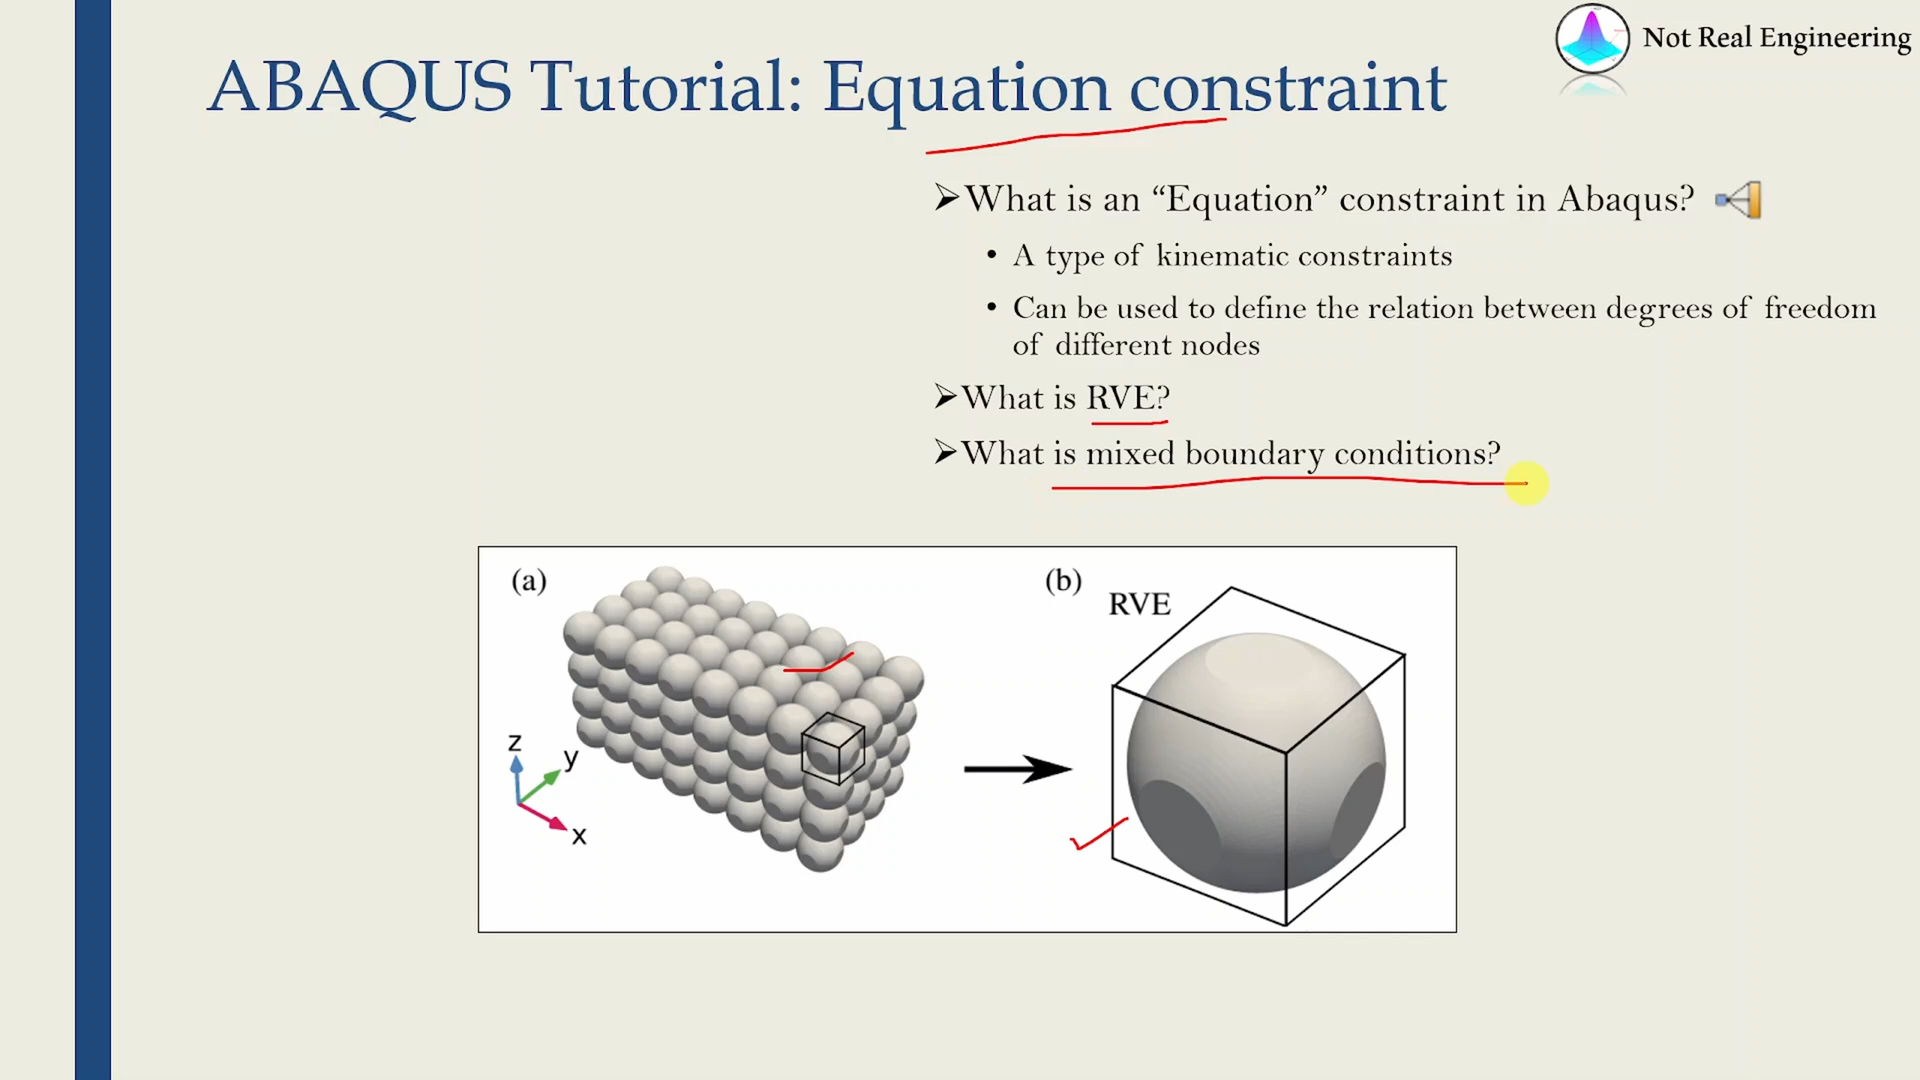 Not Real Engineering
ABAQUS Tutorial: Equation constraint
➢What is an “Equation” constraint in Abaqus?
• A type of kinematic constraints
• Can be used to define the relation between degrees of freedom
of different nodes
➢What is RVE?
➢What is mixed boundary conditions?
(a)
(b)
RVE
z
y
x